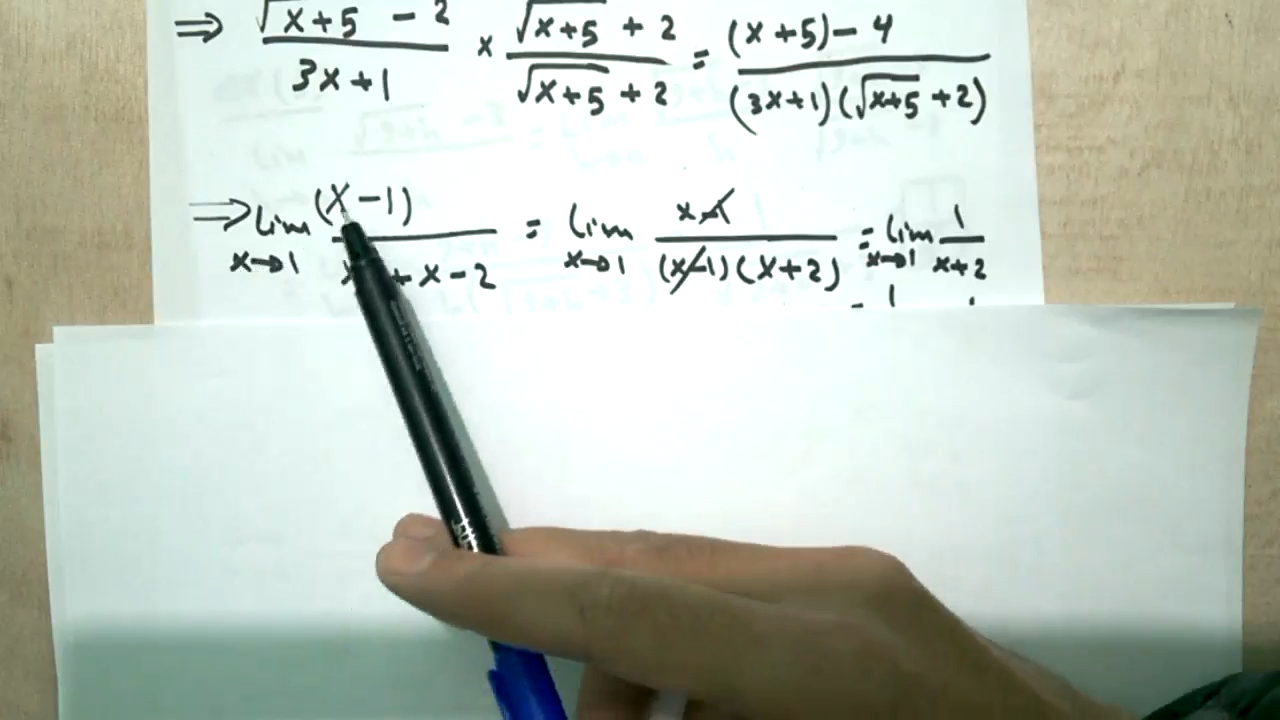 ⇒ (√(x+5) - 2)/(3x+1) × (√(x+5) + 2)/(√(x+5) + 2) = ((x+5) - 4)/((3x+1)(√(x+5) + 2))
⇒ lim x→1 (x-1)/(x + x - 2) = lim x→1 (x-1)/((x-1)(x+2)) = lim x→1 1/(x+2)